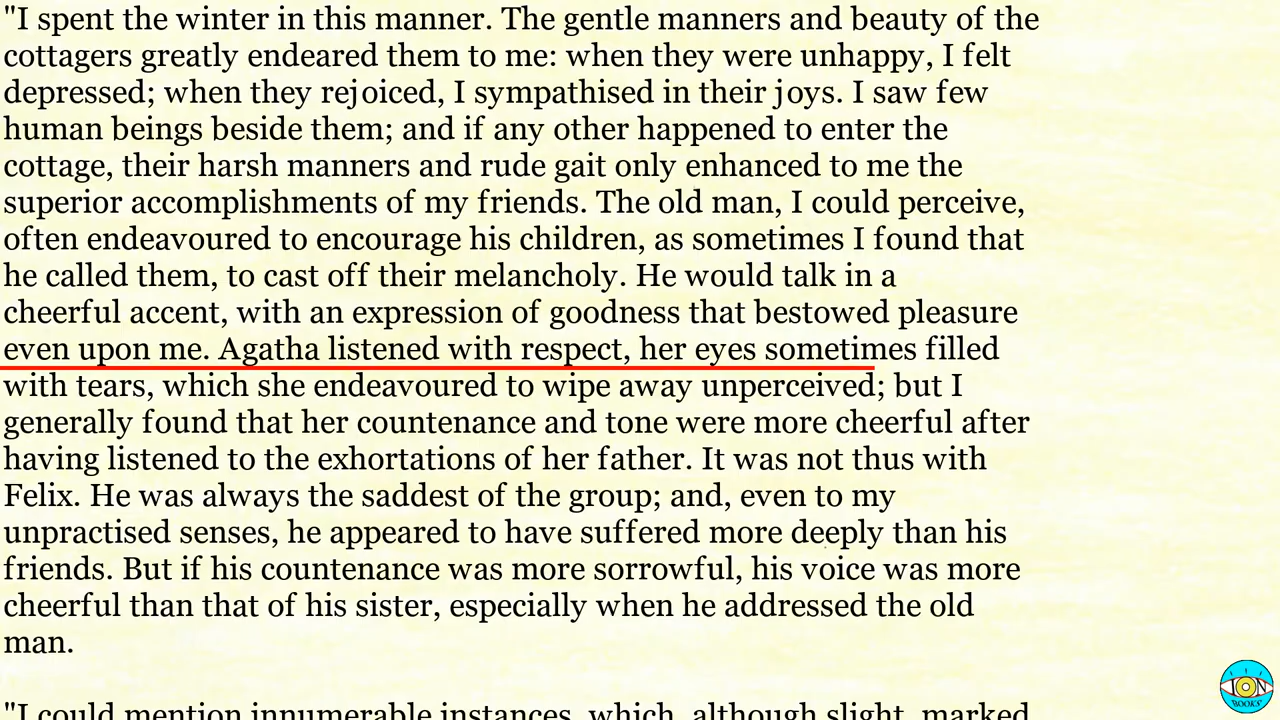 "I spent the winter in this manner. The gentle manners and beauty of the
cottagers greatly endeared them to me: when they were unhappy, I felt
depressed; when they rejoiced, I sympathised in their joys. I saw few
human beings beside them; and if any other happened to enter the
cottage, their harsh manners and rude gait only enhanced to me the
superior accomplishments of my friends. The old man, I could perceive,
often endeavoured to encourage his children, as sometimes I found that
he called them, to cast off their melancholy. He would talk in a
cheerful accent, with an expression of goodness that bestowed pleasure
even upon me. Agatha listened with respect, her eyes sometimes filled
with tears, which she endeavoured to wipe away unperceived; but I
generally found that her countenance and tone were more cheerful after
having listened to the exhortations of her father. It was not thus with
Felix. He was always the saddest of the group; and, even to my
unpractised senses, he appeared to have suffered more deeply than his
friends. But if his countenance was more sorrowful, his voice was more
cheerful than that of his sister, especially when he addressed the old
man.
"I could mention innumerable instances, which, although slight, marked
ION
BOOKS